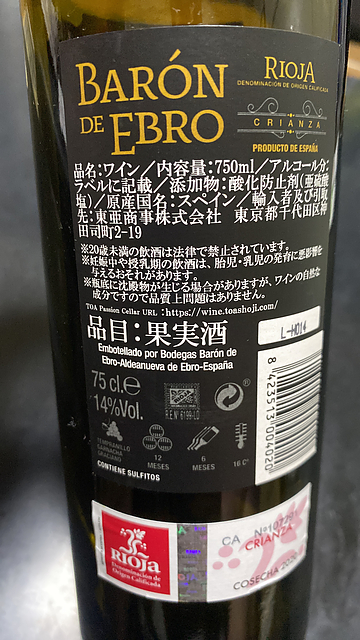 BARÓN
DE EBRO
RIOJA
DENOMINACIÓN DE ORIGEN CALIFICADA
CRIANZA
PRODUCTO DE ESPAÑA
品名:ワイン/内容量:750ml/アルコール分:
ラベルに記載/添加物:酸化防止剤(亜硫酸
塩)/原産国名:スペイン/輸入者及び引取
先:東亜商事株式会社 東京都千代田区神
田司町2-19
※20歳未満の飲酒は法律で禁止されています。
※妊娠中や授乳期の飲酒は、胎児・乳児の発育に悪影響を
与えるおそれがあります。
※瓶底に沈殿物が生じる場合がありますが、ワインの自然な
成分ですので品質上問題はありません。
TOA Passion Cellar URL :https://wine.toashoji.com/
品目:果実酒
L-M014
Embotellado por Bodegas Barón de
Ebro-Aldeanueva de Ebro-España
75 cl.e
14%Vol.
R.E.Nº6199-LO
TEMPRANILLO
GARNACHA
GRACIANO
12
MESES
6
MESES
16 Cº
CONTIENE SULFITOS
8 423513 004020
RIOJA
Denominación de
Origen Calificada
CA
CRIANZA
COSECHA